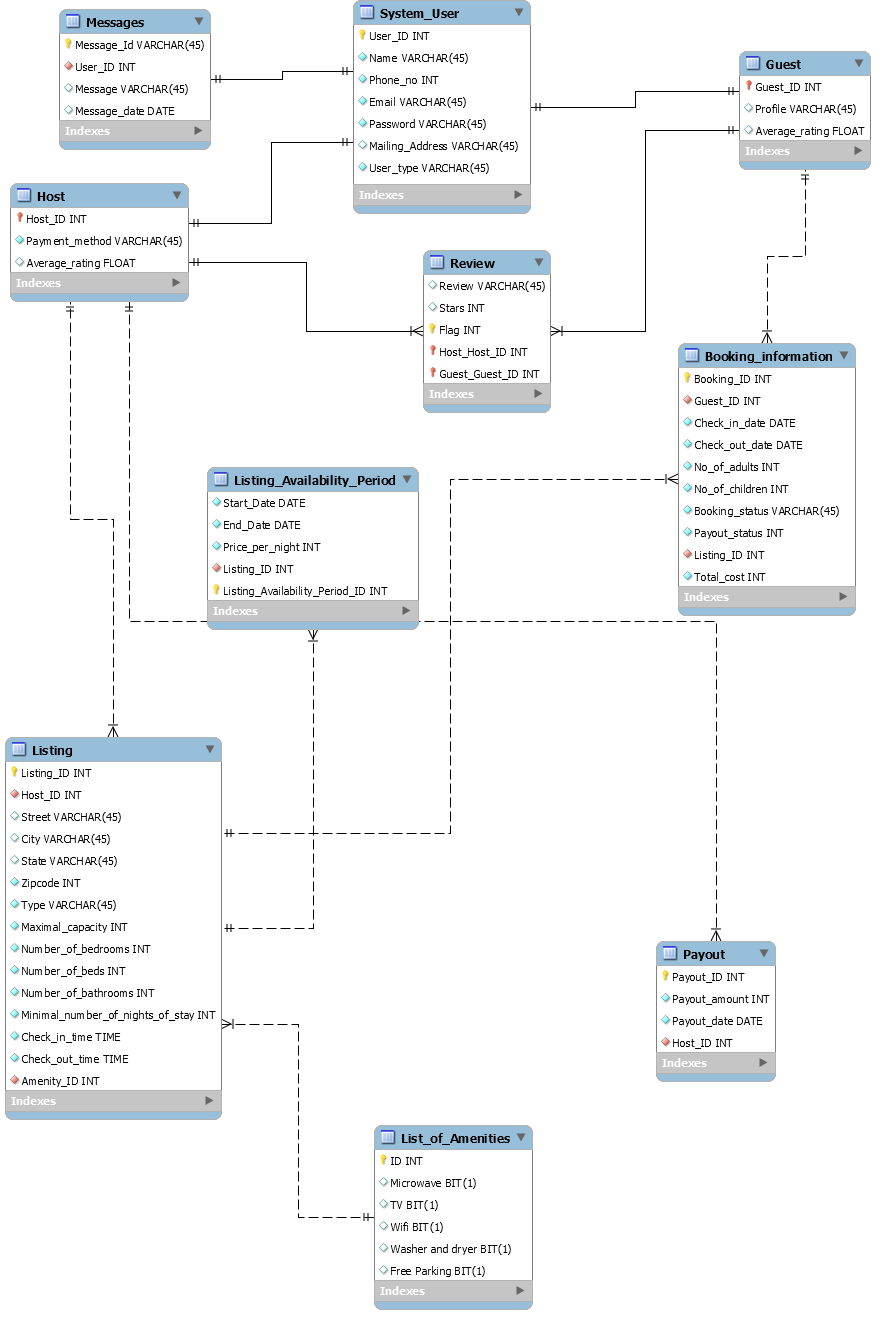 Messages
Message_Id VARCHAR(45)
User_ID INT
Message VARCHAR(45)
Message_date DATE
Indexes
System_User
User_ID INT
Name VARCHAR(45)
Phone_no INT
Email VARCHAR(45)
Password VARCHAR(45)
Mailing_Address VARCHAR(45)
User_type VARCHAR(45)
Indexes
Guest
Guest_ID INT
Profile VARCHAR(45)
Average_rating FLOAT
Indexes
Host
Host_ID INT
Payment_method VARCHAR(45)
Average_rating FLOAT
Indexes
Review
Review VARCHAR(45)
Stars INT
Flag INT
Host_Host_ID INT
Guest_Guest_ID INT
Indexes
Booking_information
Booking_ID INT
Guest_ID INT
Check_in_date DATE
Check_out_date DATE
No_of_adults INT
No_of_children INT
Booking_status VARCHAR(45)
Payout_status INT
Listing_ID INT
Total_cost INT
Indexes
Listing_Availability_Period
Start_Date DATE
End_Date DATE
Price_per_night INT
Listing_ID INT
Listing_Availability_Period_ID INT
Indexes
Listing
Listing_ID INT
Host_ID INT
Street VARCHAR(45)
City VARCHAR(45)
State VARCHAR(45)
Zipcode INT
Type VARCHAR(45)
Maximal_capacity INT
Number_of_bedrooms INT
Number_of_beds INT
Number_of_bathrooms INT
Minimal_number_of_nights_of_stay INT
Check_in_time TIME
Check_out_time TIME
Amenity_ID INT
Indexes
Payout
Payout_ID INT
Payout_amount INT
Payout_date DATE
Host_ID INT
Indexes
List_of_Amenities
ID INT
Microwave BIT(1)
TV BIT(1)
Wifi BIT(1)
Washer and dryer BIT(1)
Free Parking BIT(1)
Indexes